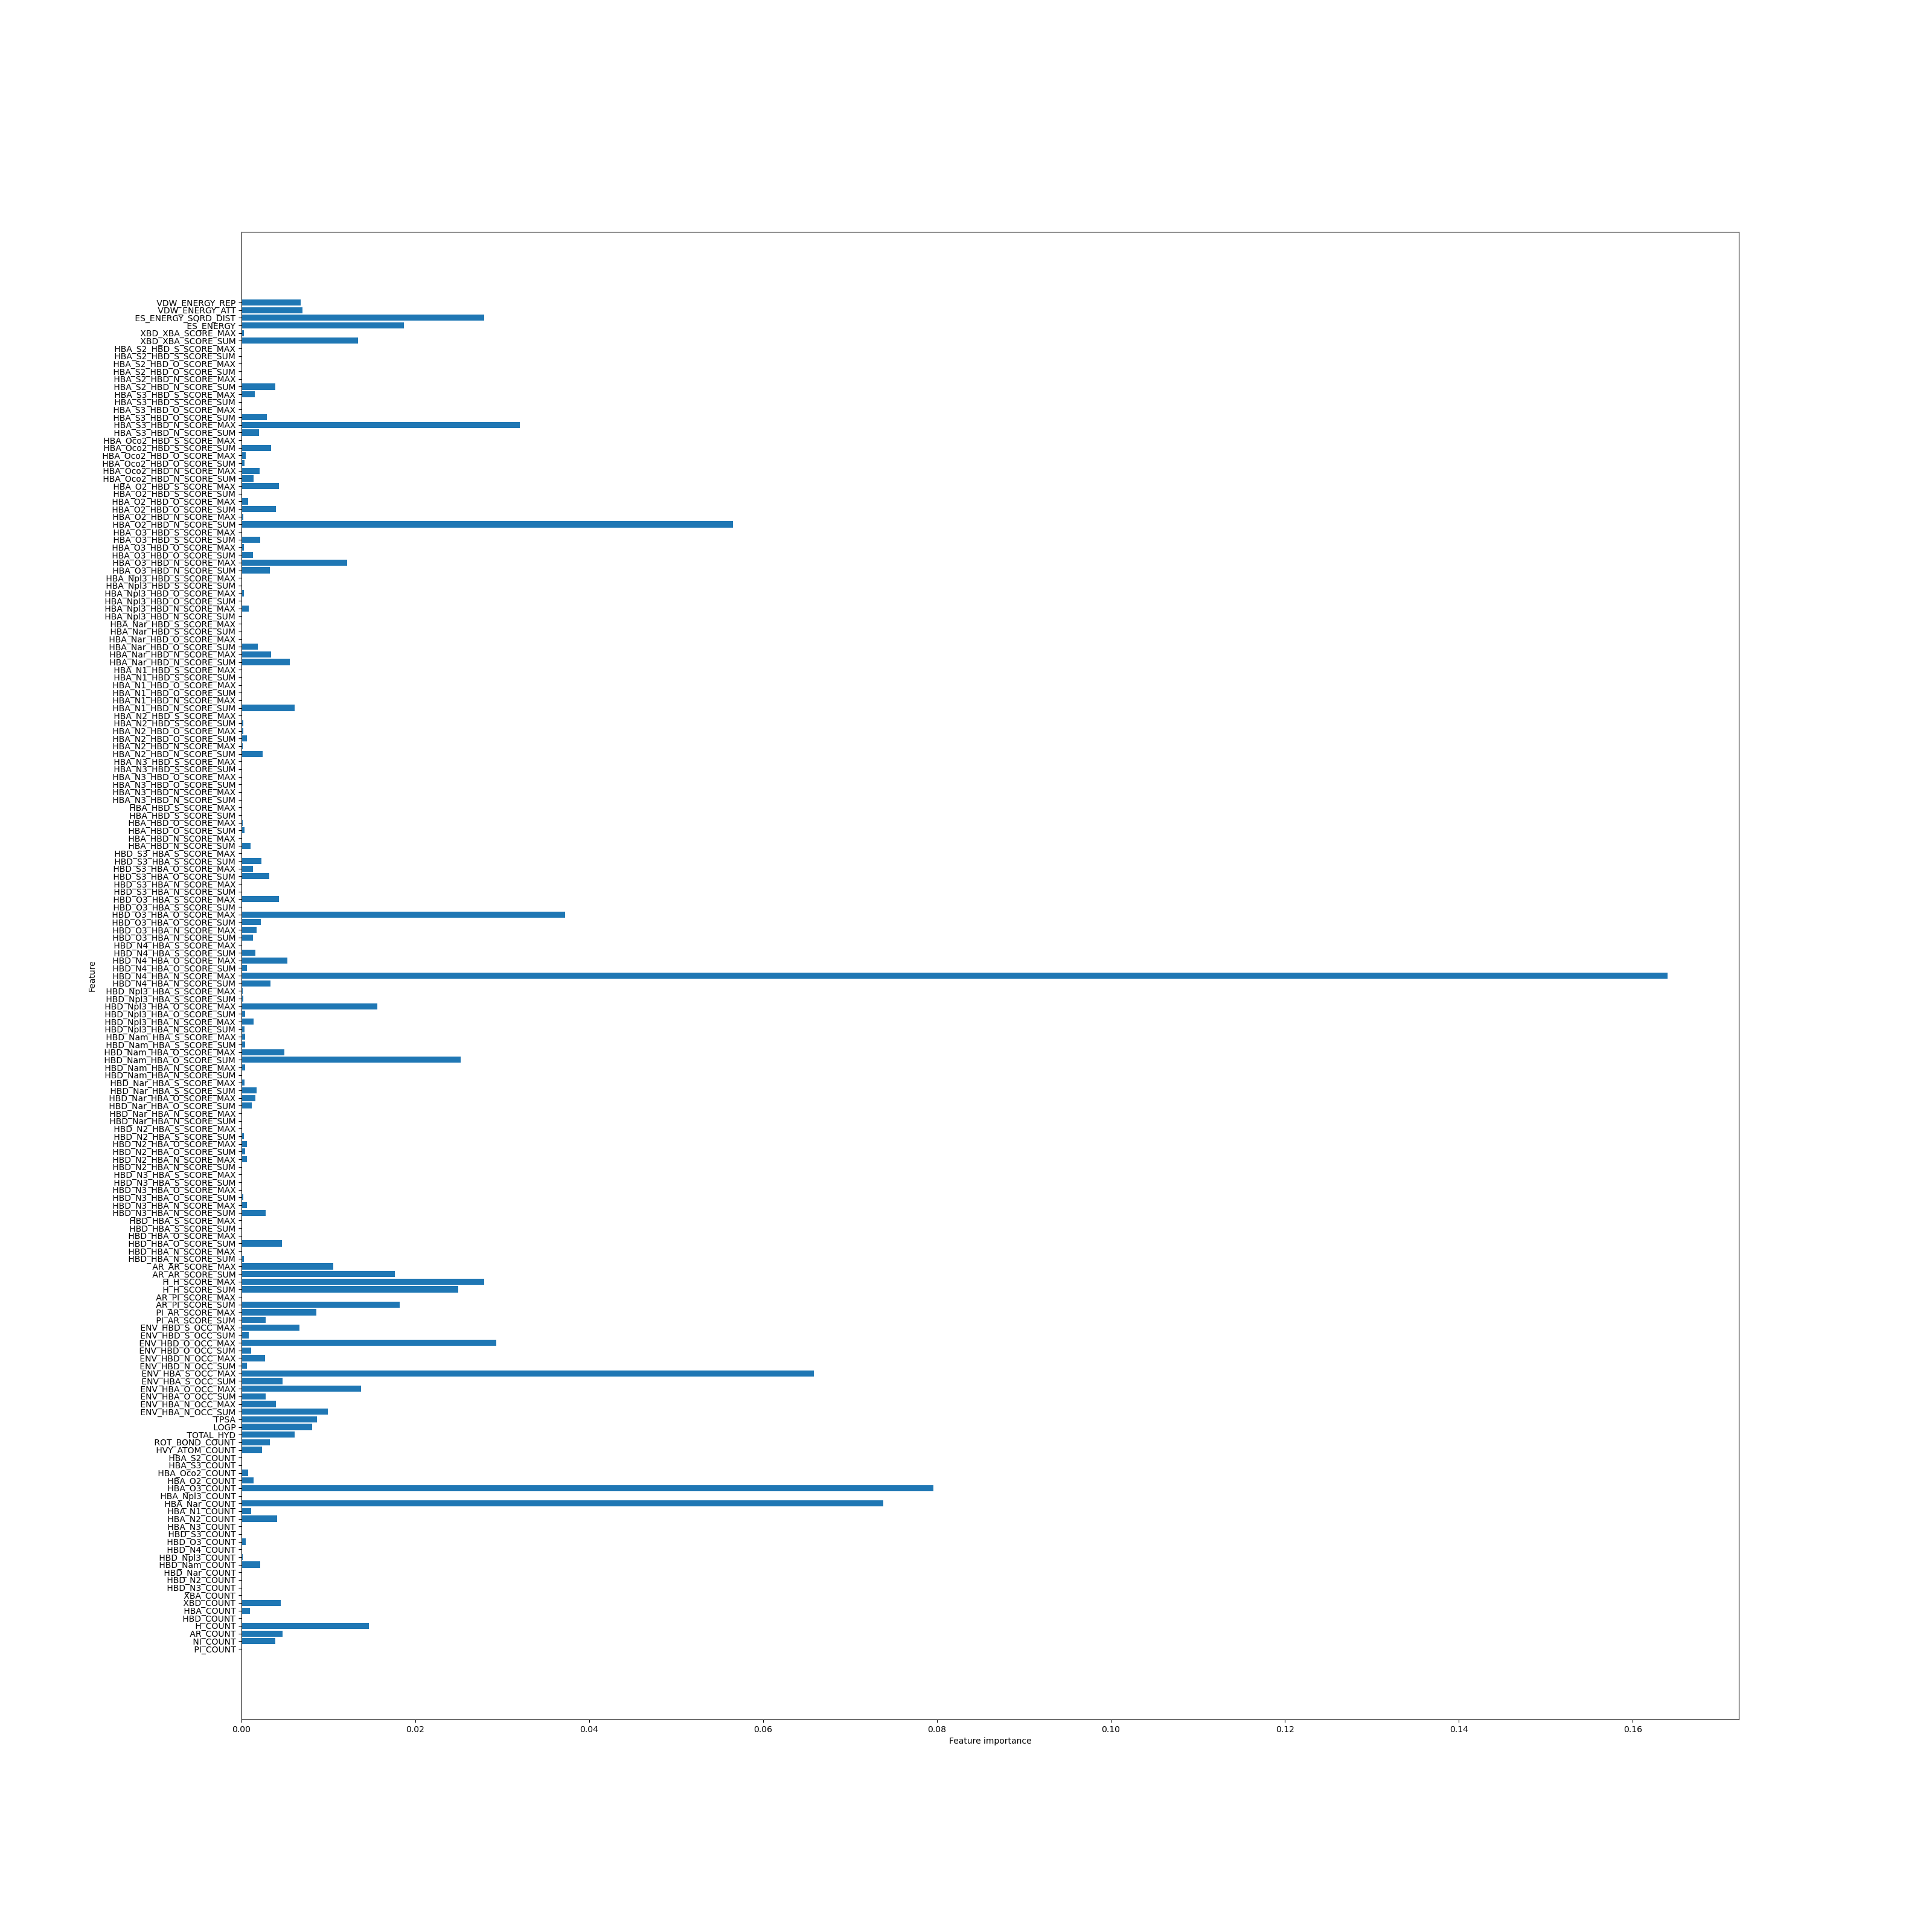 VDW_ENERGY_REP
VDW_ENERGY_ATT
ES_ENERGY_SQRD_DIST
ES_ENERGY
XBD_XBA_SCORE_MAX
XBD_XBA_SCORE_SUM
HBA_S2_HBD_S_SCORE_MAX
HBA_S2_HBD_S_SCORE_SUM
HBA_S2_HBD_O_SCORE_MAX
HBA_S2_HBD_O_SCORE_SUM
HBA_S2_HBD_N_SCORE_MAX
HBA_S2_HBD_N_SCORE_SUM
HBA_S3_HBD_S_SCORE_MAX
HBA_S3_HBD_S_SCORE_SUM
HBA_S3_HBD_O_SCORE_MAX
HBA_S3_HBD_O_SCORE_SUM
HBA_S3_HBD_N_SCORE_MAX
HBA_S3_HBD_N_SCORE_SUM
HBA_Oco2_HBD_S_SCORE_MAX
HBA_Oco2_HBD_S_SCORE_SUM
HBA_Oco2_HBD_O_SCORE_MAX
HBA_Oco2_HBD_O_SCORE_SUM
HBA_Oco2_HBD_N_SCORE_MAX
HBA_Oco2_HBD_N_SCORE_SUM
HBA_O2_HBD_S_SCORE_MAX
HBA_O2_HBD_S_SCORE_SUM
HBA_O2_HBD_O_SCORE_MAX
HBA_O2_HBD_O_SCORE_SUM
HBA_O2_HBD_N_SCORE_MAX
HBA_O2_HBD_N_SCORE_SUM
HBA_O3_HBD_S_SCORE_MAX
HBA_O3_HBD_S_SCORE_SUM
HBA_O3_HBD_O_SCORE_MAX
HBA_O3_HBD_O_SCORE_SUM
HBA_O3_HBD_N_SCORE_MAX
HBA_O3_HBD_N_SCORE_SUM
HBA_Npl3_HBD_S_SCORE_MAX
HBA_Npl3_HBD_S_SCORE_SUM
HBA_Npl3_HBD_O_SCORE_MAX
HBA_Npl3_HBD_O_SCORE_SUM
HBA_Npl3_HBD_N_SCORE_MAX
HBA_Npl3_HBD_N_SCORE_SUM
HBA_Nar_HBD_S_SCORE_MAX
HBA_Nar_HBD_S_SCORE_SUM
HBA_Nar_HBD_O_SCORE_MAX
HBA_Nar_HBD_O_SCORE_SUM
HBA_Nar_HBD_N_SCORE_MAX
HBA_Nar_HBD_N_SCORE_SUM
HBA_N1_HBD_S_SCORE_MAX
HBA_N1_HBD_S_SCORE_SUM
HBA_N1_HBD_O_SCORE_MAX
HBA_N1_HBD_O_SCORE_SUM
HBA_N1_HBD_N_SCORE_MAX
HBA_N1_HBD_N_SCORE_SUM
HBA_N2_HBD_S_SCORE_MAX
HBA_N2_HBD_S_SCORE_SUM
HBA_N2_HBD_O_SCORE_MAX
HBA_N2_HBD_O_SCORE_SUM
HBA_N2_HBD_N_SCORE_MAX
HBA_N2_HBD_N_SCORE_SUM
HBA_N3_HBD_S_SCORE_MAX
HBA_N3_HBD_S_SCORE_SUM
HBA_N3_HBD_O_SCORE_MAX
HBA_N3_HBD_O_SCORE_SUM
HBA_N3_HBD_N_SCORE_MAX
HBA_N3_HBD_N_SCORE_SUM
HBA_HBD_S_SCORE_MAX
HBA_HBD_S_SCORE_SUM
HBA_HBD_O_SCORE_MAX
HBA_HBD_O_SCORE_SUM
HBA_HBD_N_SCORE_MAX
HBA_HBD_N_SCORE_SUM
HBD_S3_HBA_S_SCORE_MAX
HBD_S3_HBA_S_SCORE_SUM
HBD_S3_HBA_O_SCORE_MAX
HBD_S3_HBA_O_SCORE_SUM
HBD_S3_HBA_N_SCORE_MAX
HBD_S3_HBA_N_SCORE_SUM
HBD_O3_HBA_S_SCORE_MAX
HBD_O3_HBA_S_SCORE_SUM
HBD_O3_HBA_O_SCORE_MAX
HBD_O3_HBA_O_SCORE_SUM
HBD_O3_HBA_N_SCORE_MAX
HBD_O3_HBA_N_SCORE_SUM
HBD_N4_HBA_S_SCORE_MAX
HBD_N4_HBA_S_SCORE_SUM
HBD_N4_HBA_O_SCORE_MAX
HBD_N4_HBA_O_SCORE_SUM
HBD_N4_HBA_N_SCORE_MAX
HBD_N4_HBA_N_SCORE_SUM
HBD_Npl3_HBA_S_SCORE_MAX
HBD_Npl3_HBA_S_SCORE_SUM
HBD_Npl3_HBA_O_SCORE_MAX
HBD_Npl3_HBA_O_SCORE_SUM
HBD_Npl3_HBA_N_SCORE_MAX
HBD_Npl3_HBA_N_SCORE_SUM
HBD_Nam_HBA_S_SCORE_MAX
HBD_Nam_HBA_S_SCORE_SUM
HBD_Nam_HBA_O_SCORE_MAX
HBD_Nam_HBA_O_SCORE_SUM
HBD_Nam_HBA_N_SCORE_MAX
HBD_Nam_HBA_N_SCORE_SUM
HBD_Nar_HBA_S_SCORE_MAX
HBD_Nar_HBA_S_SCORE_SUM
HBD_Nar_HBA_O_SCORE_MAX
HBD_Nar_HBA_O_SCORE_SUM
HBD_Nar_HBA_N_SCORE_MAX
HBD_Nar_HBA_N_SCORE_SUM
HBD_N2_HBA_S_SCORE_MAX
HBD_N2_HBA_S_SCORE_SUM
HBD_N2_HBA_O_SCORE_MAX
HBD_N2_HBA_O_SCORE_SUM
HBD_N2_HBA_N_SCORE_MAX
HBD_N2_HBA_N_SCORE_SUM
HBD_N3_HBA_S_SCORE_MAX
HBD_N3_HBA_S_SCORE_SUM
HBD_N3_HBA_O_SCORE_MAX
HBD_N3_HBA_O_SCORE_SUM
HBD_N3_HBA_N_SCORE_MAX
HBD_N3_HBA_N_SCORE_SUM
HBD_HBA_S_SCORE_MAX
HBD_HBA_S_SCORE_SUM
HBD_HBA_O_SCORE_MAX
HBD_HBA_O_SCORE_SUM
HBD_HBA_N_SCORE_MAX
HBD_HBA_N_SCORE_SUM
AR_AR_SCORE_MAX
AR_AR_SCORE_SUM
H_H_SCORE_MAX
H_H_SCORE_SUM
AR_PI_SCORE_MAX
AR_PI_SCORE_SUM
PI_AR_SCORE_MAX
PI_AR_SCORE_SUM
ENV_HBD_S_OCC_MAX
ENV_HBD_S_OCC_SUM
ENV_HBD_O_OCC_MAX
ENV_HBD_O_OCC_SUM
ENV_HBD_N_OCC_MAX
ENV_HBD_N_OCC_SUM
ENV_HBA_S_OCC_MAX
ENV_HBA_S_OCC_SUM
ENV_HBA_O_OCC_MAX
ENV_HBA_O_OCC_SUM
ENV_HBA_N_OCC_MAX
ENV_HBA_N_OCC_SUM
TPSA
LOGP
TOTAL_HYD
ROT_BOND_COUNT
HVY_ATOM_COUNT
HBA_S2_COUNT
HBA_S3_COUNT
HBA_Oco2_COUNT
HBA_O2_COUNT
HBA_O3_COUNT
HBA_Npl3_COUNT
HBA_Nar_COUNT
HBA_N1_COUNT
HBA_N2_COUNT
HBA_N3_COUNT
HBD_S3_COUNT
HBD_O3_COUNT
HBD_N4_COUNT
HBD_Npl3_COUNT
HBD_Nam_COUNT
HBD_Nar_COUNT
HBD_N2_COUNT
HBD_N3_COUNT
XBA_COUNT
XBD_COUNT
HBA_COUNT
HBD_COUNT
H_COUNT
AR_COUNT
NI_COUNT
PI_COUNT
Feature
0.00 0.02 0.04 0.06 0.08 0.10 0.12 0.14 0.16
Feature importance